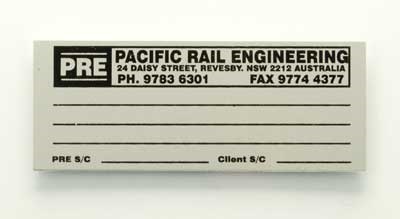 PRE
PACIFIC RAIL ENGINEERING
24 DAISY STREET, REVESBY. NSW 2212 AUSTRALIA
PH. 9783 6301 FAX 9774 4377
PRE S/C Client S/C